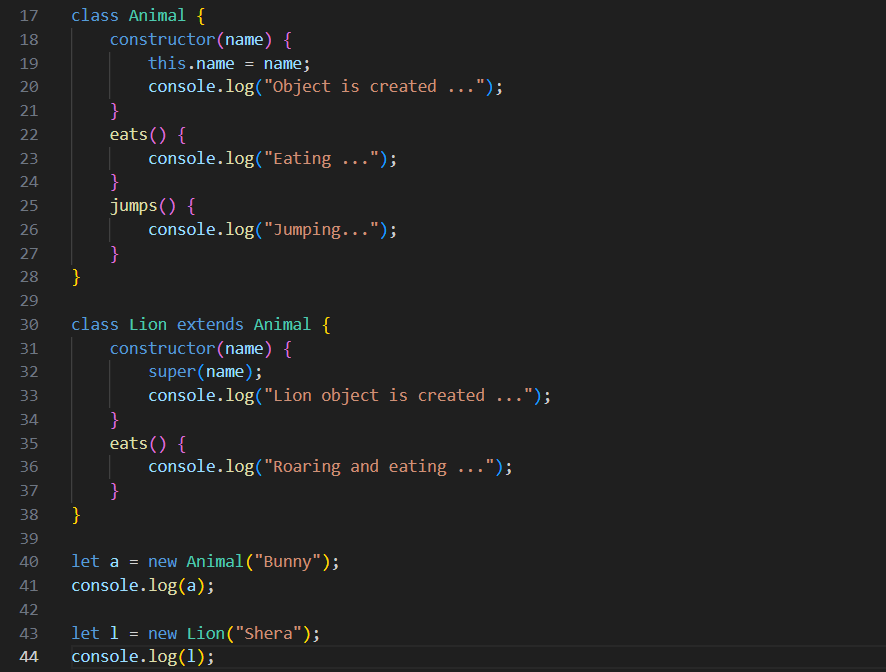 17 class Animal {
18     constructor(name) {
19         this.name = name;
20         console.log("Object is created ...");
21     }
22     eats() {
23         console.log("Eating ...");
24     }
25     jumps() {
26         console.log("Jumping...");
27     }
28 }
29
30 class Lion extends Animal {
31     constructor(name) {
32         super(name);
33         console.log("Lion object is created ...");
34     }
35     eats() {
36         console.log("Roaring and eating ...");
37     }
38 }
39
40 let a = new Animal("Bunny");
41 console.log(a);
42
43 let l = new Lion("Shera");
44 console.log(l);